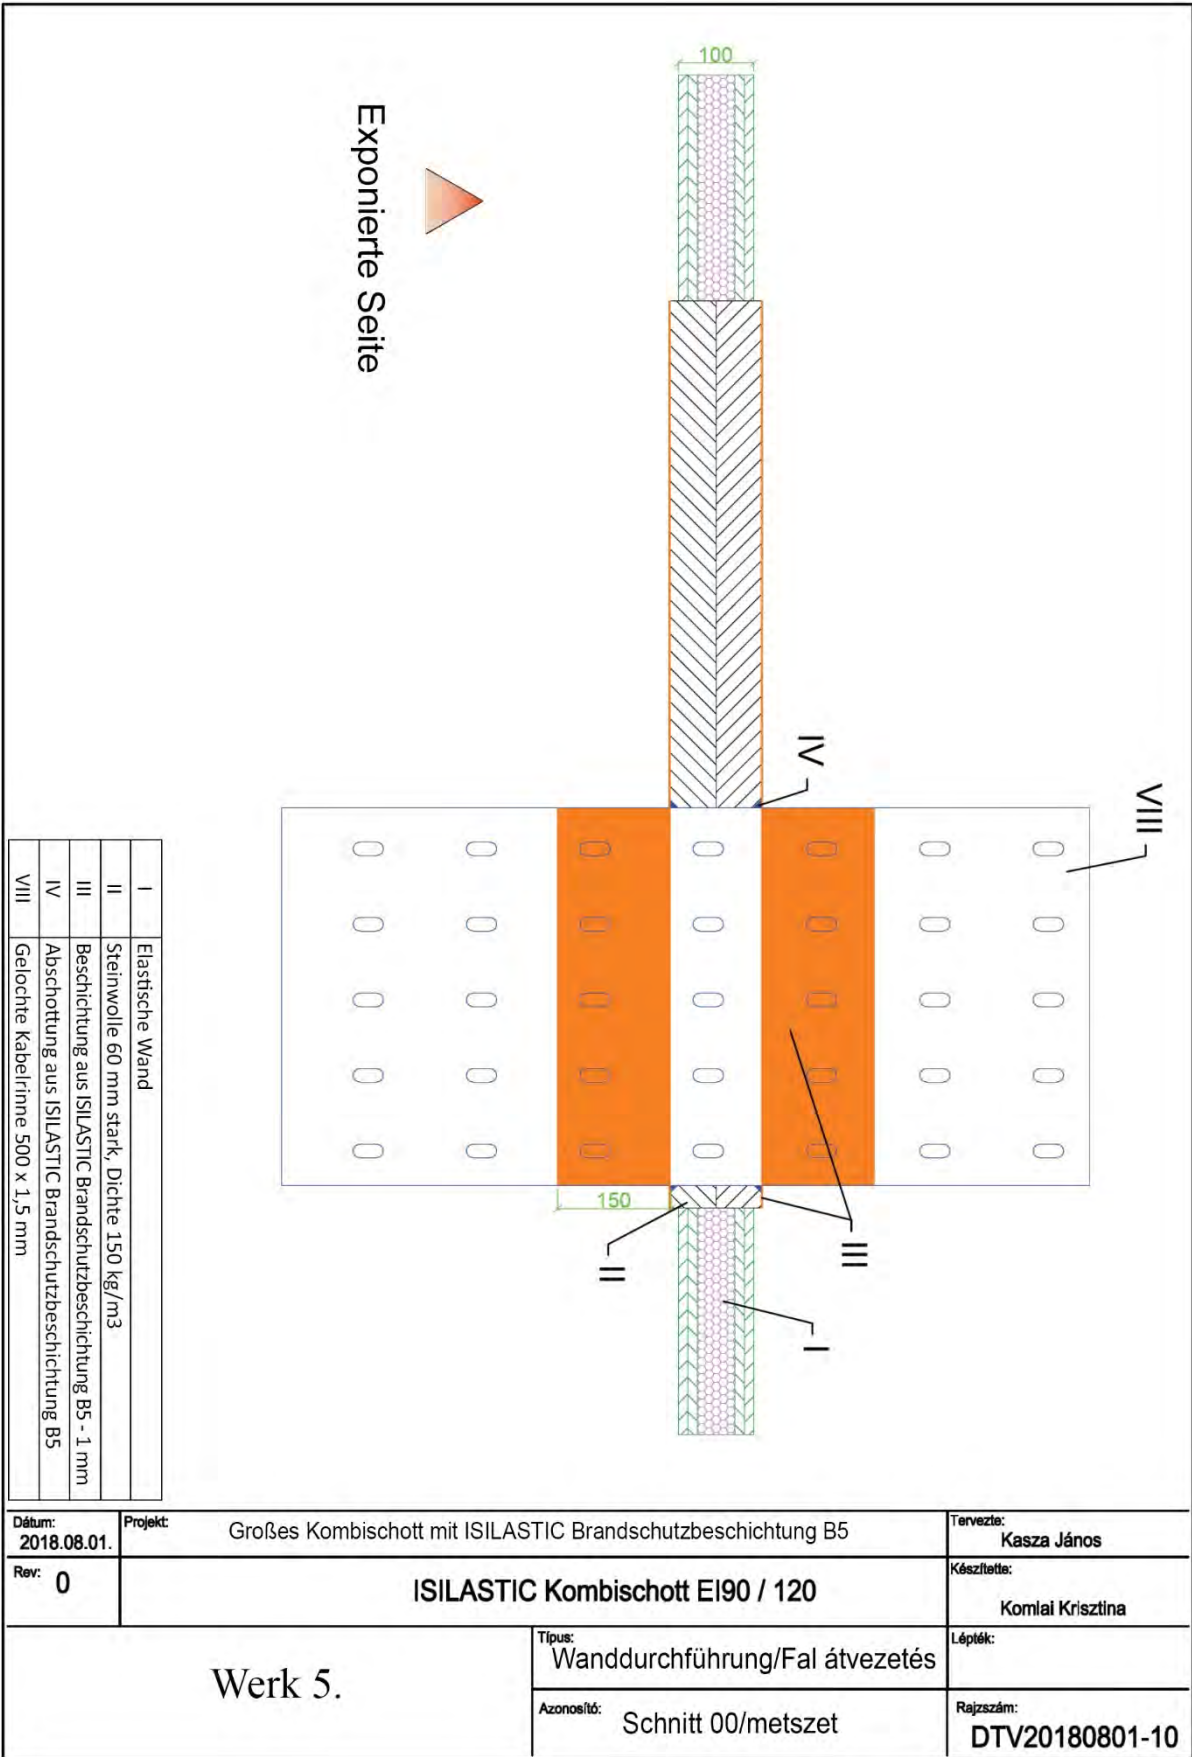 100
Exponierte Seite
IV
VIII
150
III
II
I
I Elastische Wand
II Steinwolle 60 mm stark, Dichte 150 kg/m3
III Beschichtung aus ISILASTIC Brandschutzbeschichtung B5 - 1 mm
IV Abschottung aus ISILASTIC Brandschutzbeschichtung B5
VIII Gelochte Kabelrinne 500 x 1,5 mm
Dátum: 2018.08.01.
Projekt: Großes Kombischott mit ISILASTIC Brandschutzbeschichtung B5
Tervezte: Kasza János
Rev: 0
ISILASTIC Kombischott EI90 / 120
Készítette: Komlai Krisztina
Werk 5.
Típus: Wanddurchführung/Fal átvezetés
Lépték:
Azonosító: Schnitt 00/metszet
Rajzszám: DTV20180801-10